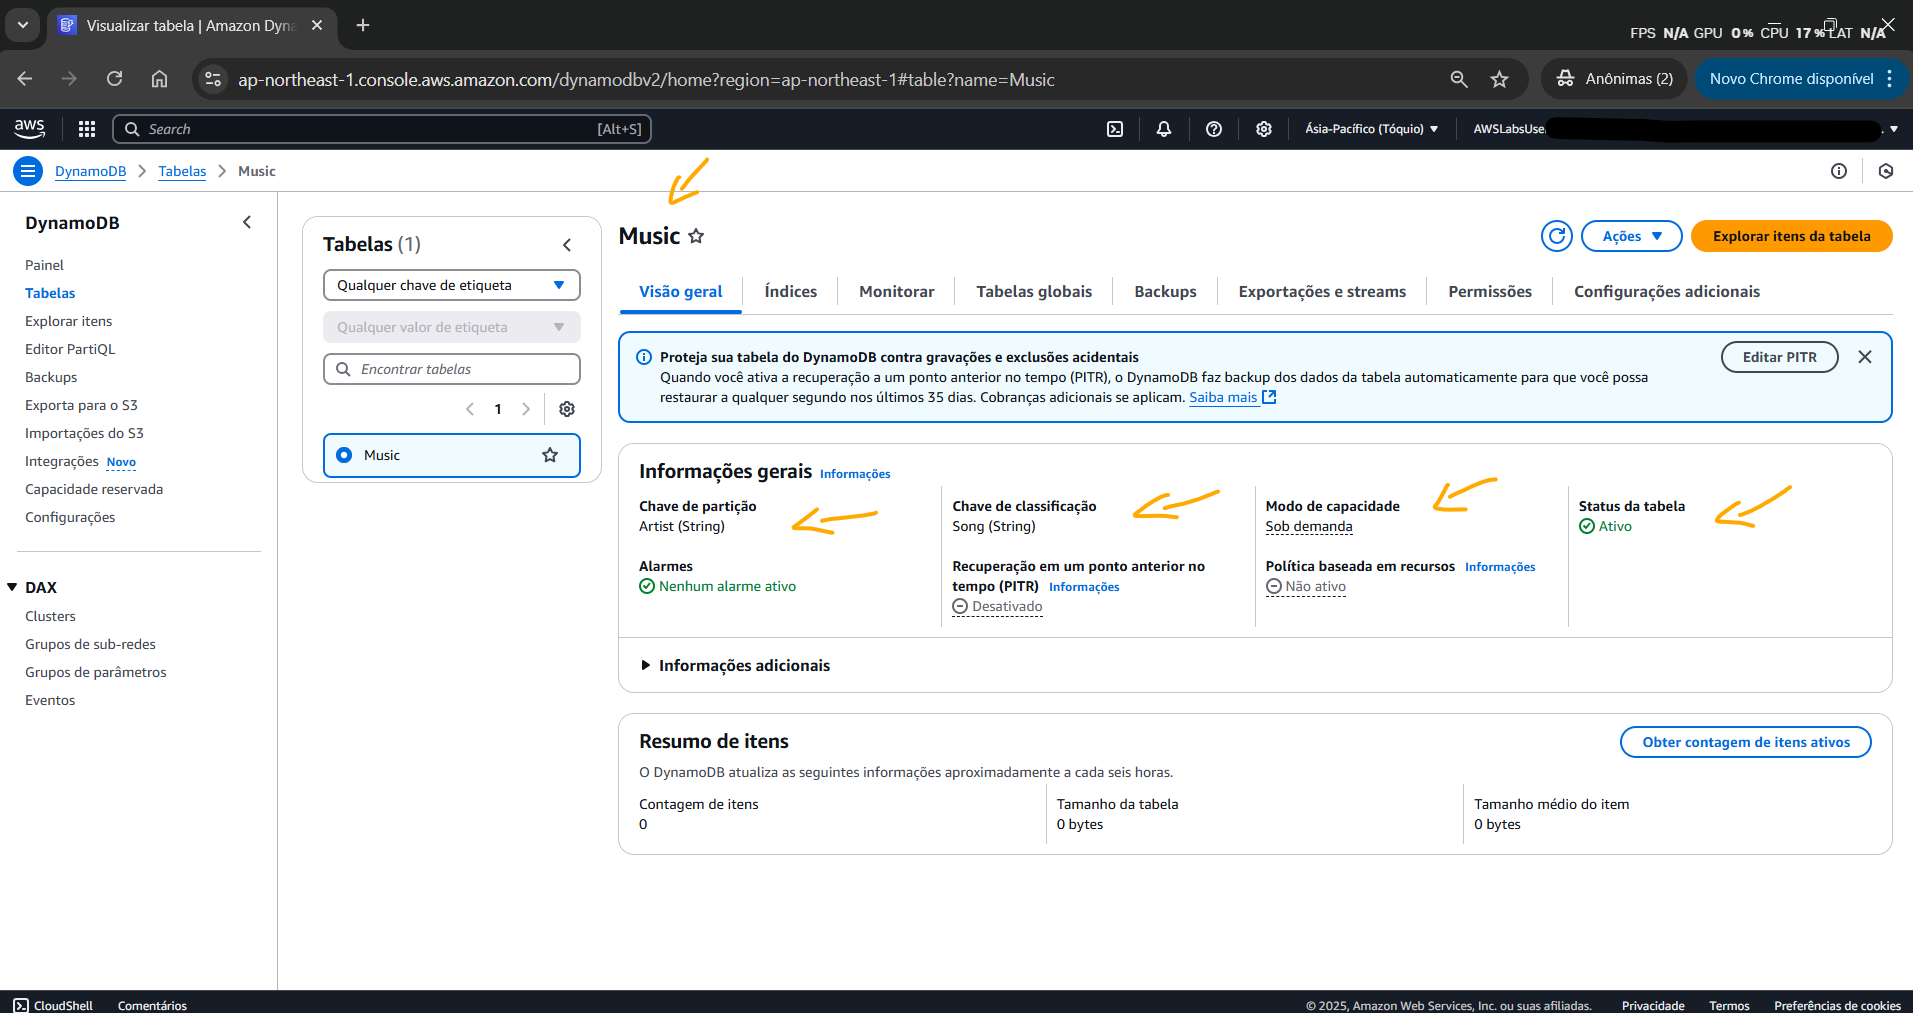 Visualizar tabela | Amazon Dyna
FPS N/A GPU 0% CPU 17% LAT N/A
ap-northeast-1.console.aws.amazon.com/dynamodbv2/home?region=ap-northeast-1#table?name=Music
Anônimas (2)
Novo Chrome disponível
aws
Search
[Alt+S]
Ásia-Pacífico (Tóquio)
AWSLabsUse
DynamoDB
Tabelas
Music
DynamoDB
Painel
Tabelas
Explorar itens
Editor PartiQL
Backups
Exporta para o S3
Importações do S3
Integrações Novo
Capacidade reservada
Configurações
DAX
Clusters
Grupos de sub-redes
Grupos de parâmetros
Eventos
Tabelas (1)
Qualquer chave de etiqueta
Qualquer valor de etiqueta
Encontrar tabelas
1
Music
Music
Ações
Explorar itens da tabela
Visão geral
Índices
Monitorar
Tabelas globais
Backups
Exportações e streams
Permissões
Configurações adicionais
Proteja sua tabela do DynamoDB contra gravações e exclusões acidentais
Quando você ativa a recuperação a um ponto anterior no tempo (PITR), o DynamoDB faz backup dos dados da tabela automaticamente para que você possa
restaurar a qualquer segundo nos últimos 35 dias. Cobranças adicionais se aplicam. Saiba mais
Editar PITR
Informações gerais Informações
Chave de partição
Artist (String)
Chave de classificação
Song (String)
Modo de capacidade
Sob demanda
Status da tabela
Ativo
Alarmes
Nenhum alarme ativo
Recuperação em um ponto anterior no
tempo (PITR) Informações
Desativado
Política baseada em recursos Informações
Não ativo
Informações adicionais
Resumo de itens
Obter contagem de itens ativos
O DynamoDB atualiza as seguintes informações aproximadamente a cada seis horas.
Contagem de itens
0
Tamanho da tabela
0 bytes
Tamanho médio do item
0 bytes
CloudShell
Comentários
© 2025, Amazon Web Services, Inc. ou suas afiliadas.
Privacidade
Termos
Preferências de cookies